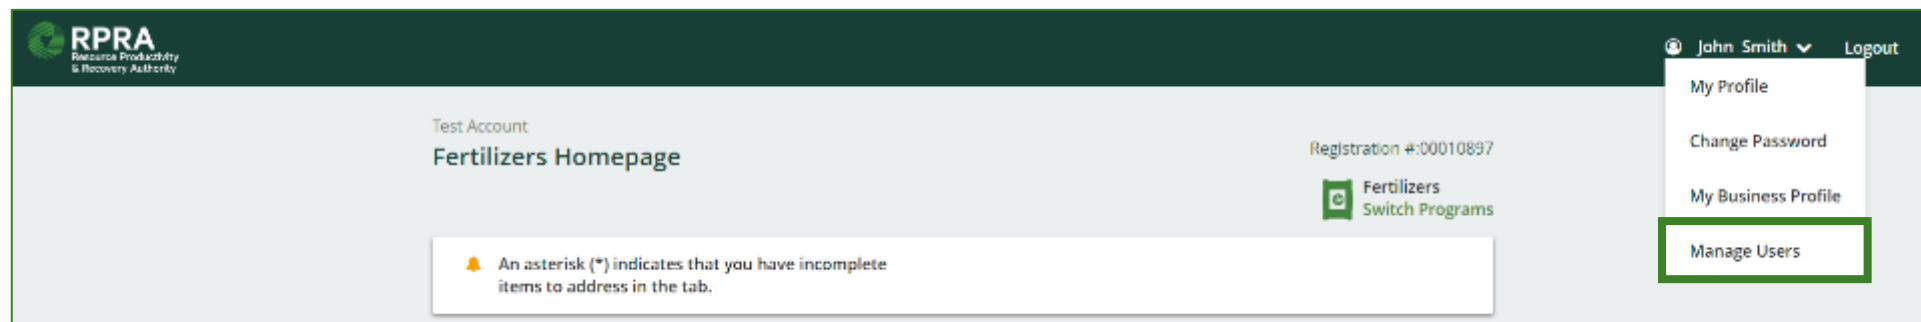 RPRA
Resource Productivity
& Recovery Authority
John Smith
Logout
My Profile
Change Password
My Business Profile
Manage Users
Test Account
Fertilizers Homepage
Registration #:00010897
Fertilizers
Switch Programs
An asterisk (*) indicates that you have incomplete
items to address in the tab.